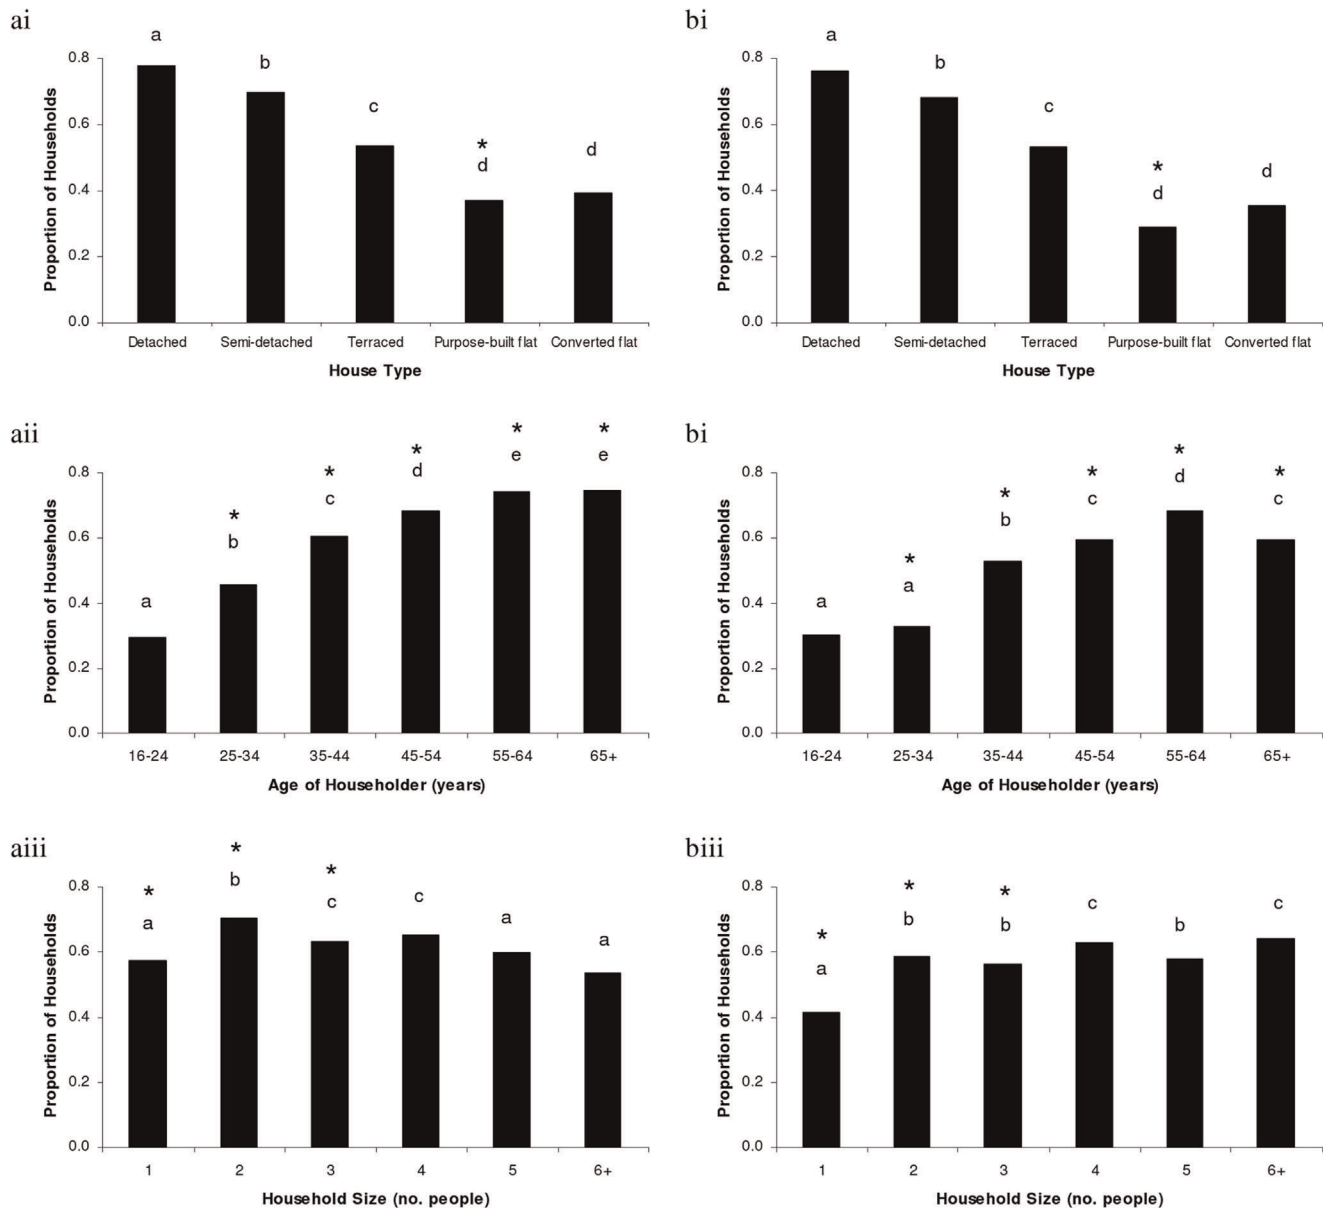 ai
a
b
c
*
d
d
0.8
0.6
0.4
0.2
0.0
Proportion of Households
Detached Semi-detached Terraced Purpose-built flat Converted flat
House Type
bi
a
b
c
*
d
d
0.8
0.6
0.4
0.2
0.0
Proportion of Households
Detached Semi-detached Terraced Purpose-built flat Converted flat
House Type
aii
a
* b
* c
* d
* e
* e
0.8
0.6
0.4
0.2
0.0
Proportion of Households
16-24 25-34 35-44 45-54 55-64 65+
Age of Householder (years)
bi
a
* a
* b
* c
* d
* c
0.8
0.6
0.4
0.2
0.0
Proportion of Households
16-24 25-34 35-44 45-54 55-64 65+
Age of Householder (years)
aiii
* a
* b
* c
c
a
a
0.8
0.6
0.4
0.2
0.0
Proportion of Households
1 2 3 4 5 6+
Household Size (no. people)
biii
* a
* b
* b
c
b
c
0.8
0.6
0.4
0.2
0.0
Proportion of Households
1 2 3 4 5 6+
Household Size (no. people)